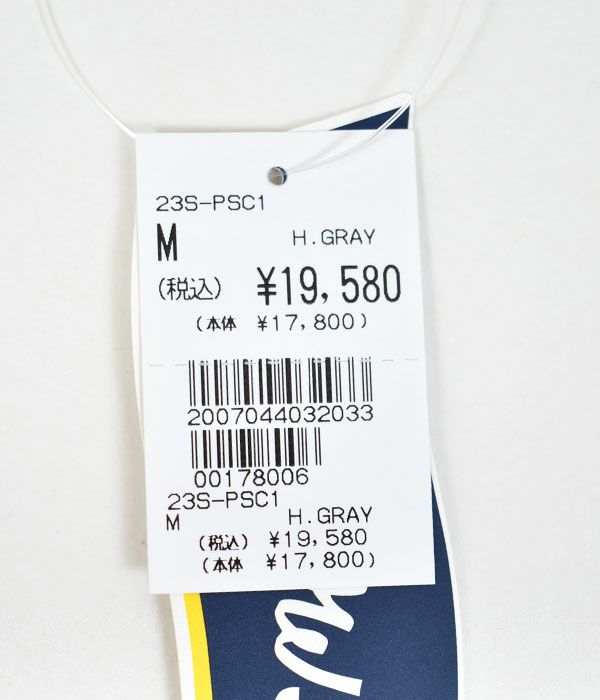 23S-PSC1
M H.GRAY
(税込) ¥19,580
(本体 ¥17,800)
2007044032033
00178006
23S-PSC1
M H.GRAY
(税込) ¥19,580
(本体 ¥17,800)